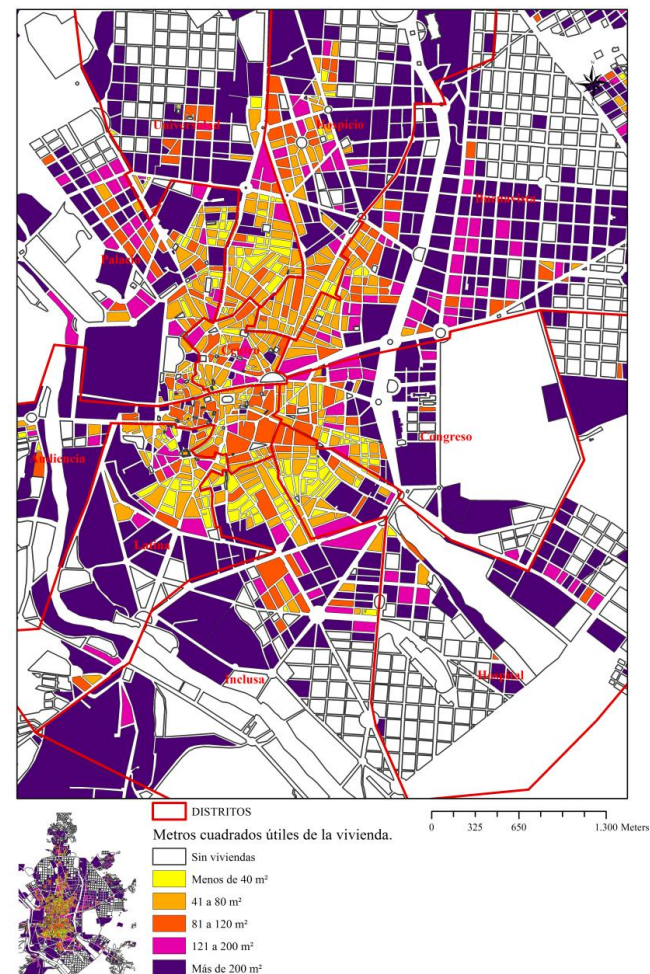 Universidad
Hospicio
Buenavista
Palacio
Centro
Congreso
Audiencia
Latina
Inclusa
Hospital
DISTRITOS
Metros cuadrados útiles de la vivienda.
Sin viviendas
Menos de 40 m²
41 a 80 m²
81 a 120 m²
121 a 200 m²
Más de 200 m²
0 325 650 1.300 Meters